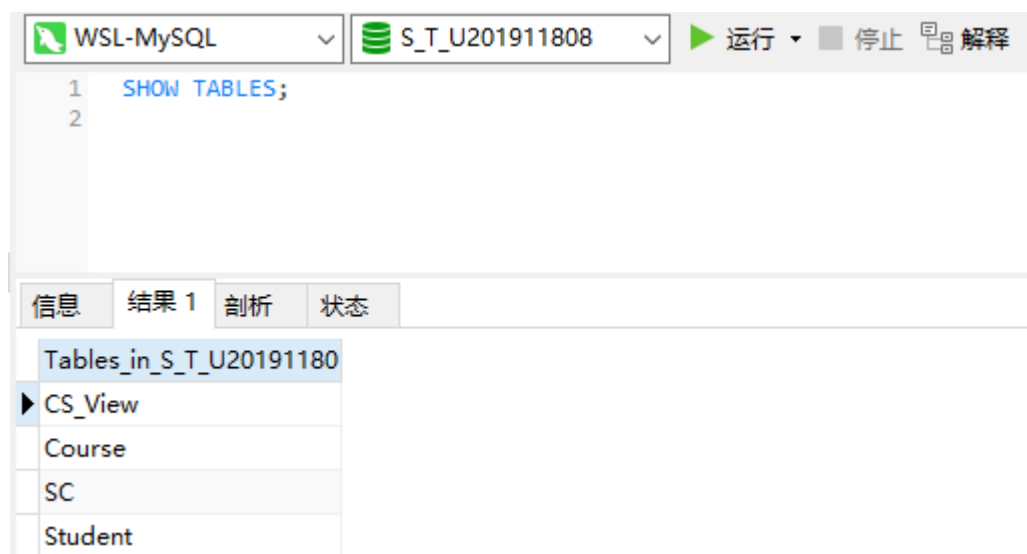 WSL-MySQL S_T_U201911808 运行 停止 解释
1 SHOW TABLES;
2
信息 结果 1 剖析 状态
Tables_in_S_T_U20191180
CS_View
Course
SC
Student